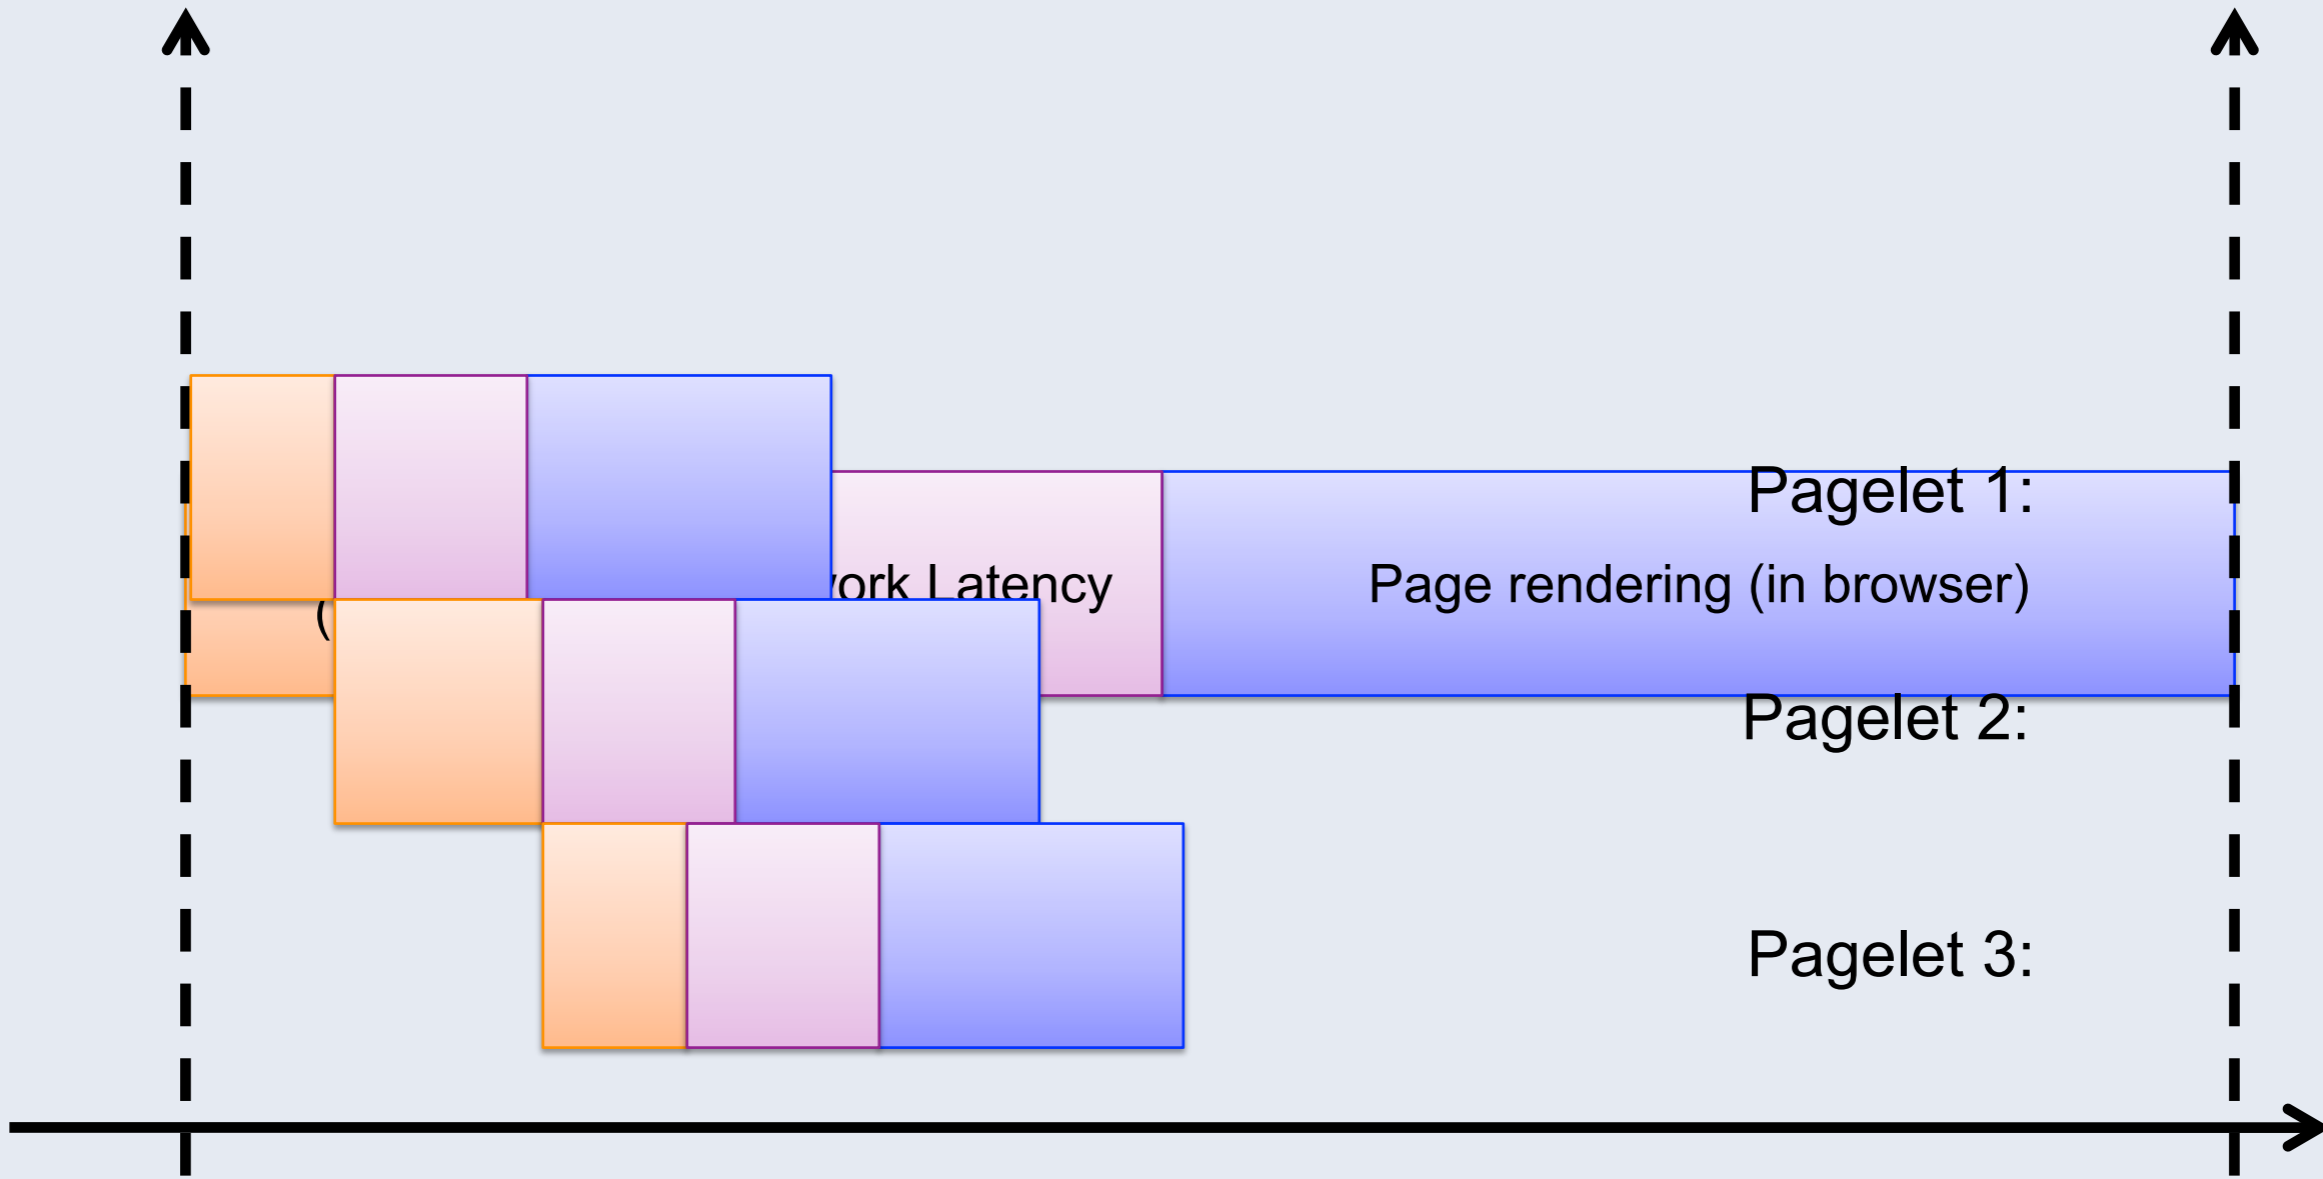 Pagelet 1:
(
ork Latency
Page rendering (in browser)
Pagelet 2:
Pagelet 3: